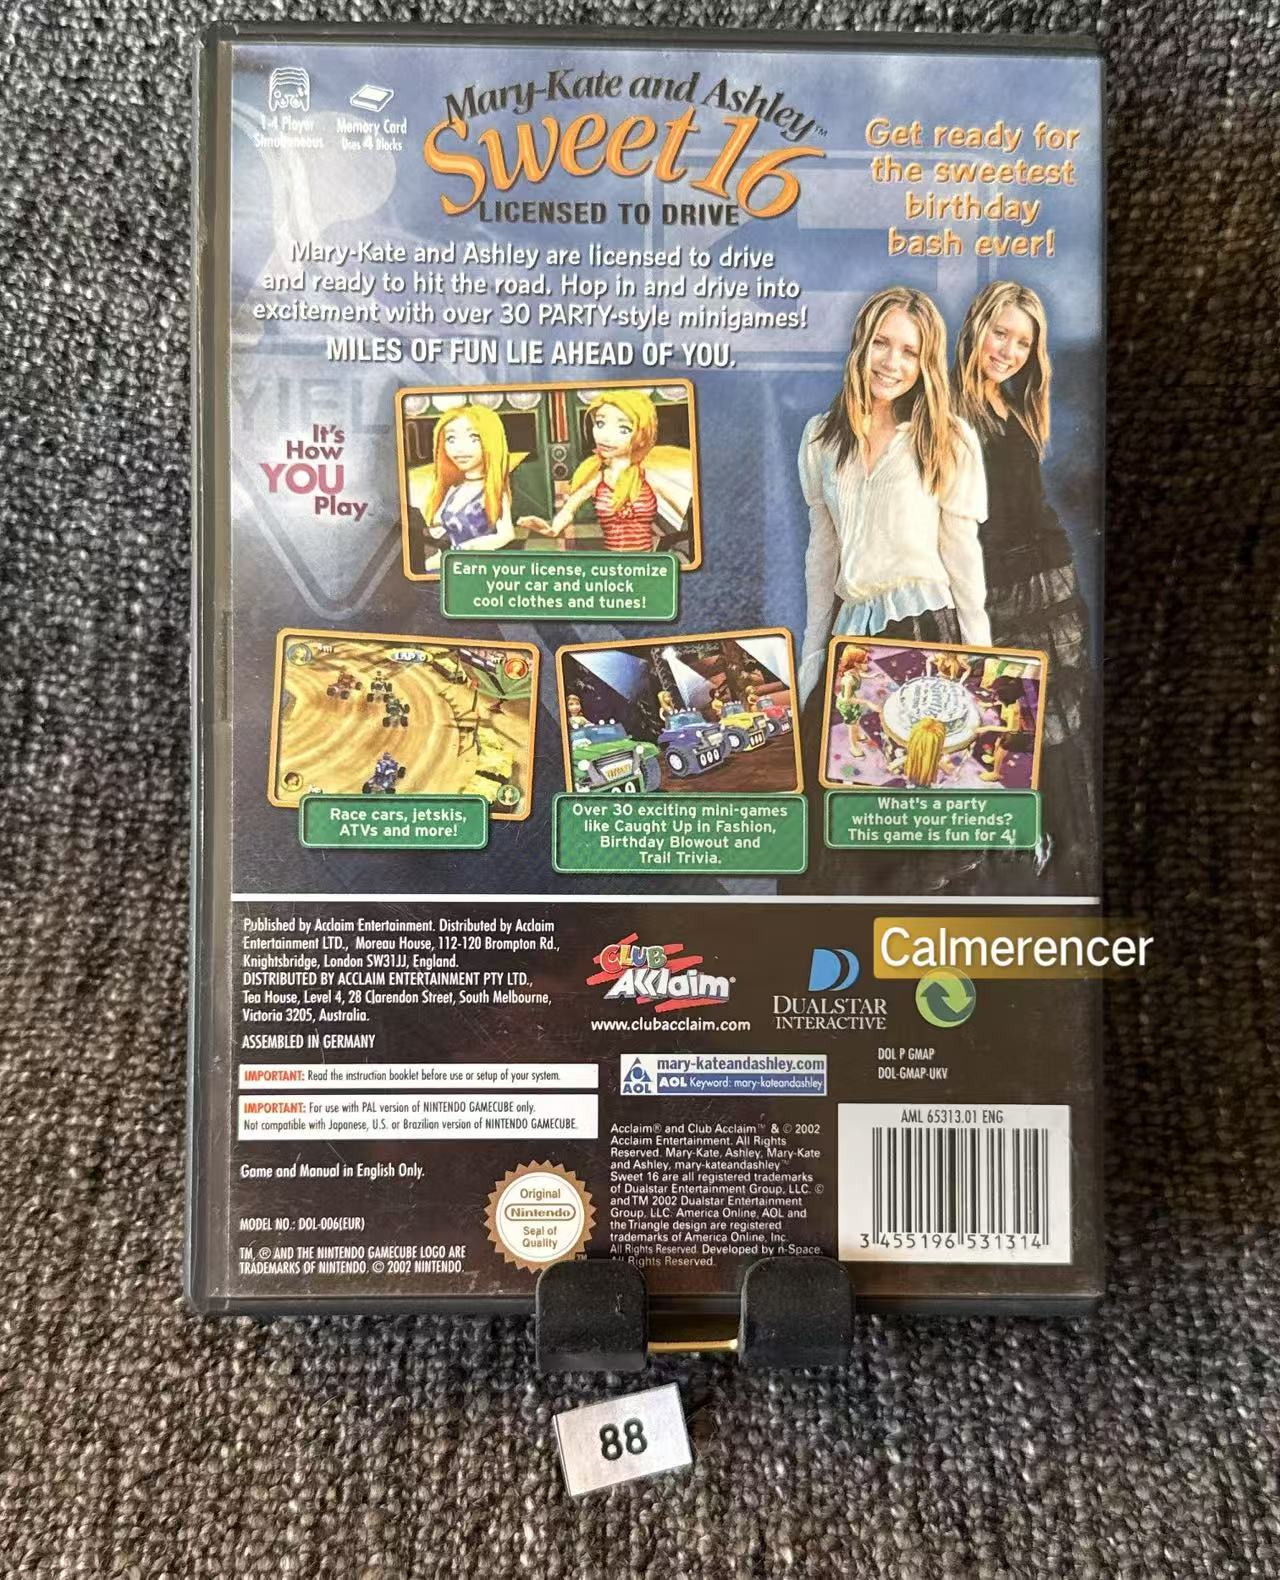 1-4 Player
Simultaneous
Memory Card
Uses 4 Blocks
Mary-Kate and Ashley™
Sweet 16
LICENSED TO DRIVE
Get ready for
the sweetest
birthday
bash ever!
Mary-Kate and Ashley are licensed to drive
and ready to hit the road. Hop in and drive into
excitement with over 30 PARTY-style minigames!
MILES OF FUN LIE AHEAD OF YOU.
YIEL
It's
How
YOU
Play
Earn your license, customize
your car and unlock
cool clothes and tunes!
LAP
Race cars, jetskis,
ATVs and more!
Over 30 exciting mini-games
like Caught Up in Fashion,
Birthday Blowout and
Trail Trivia.
What's a party
without your friends?
This game is fun for 4!
Published by Acclaim Entertainment. Distributed by Acclaim
Entertainment LTD., Moreau House, 112-120 Brompton Rd.,
Knightsbridge, London SW31JJ, England.
DISTRIBUTED BY ACCLAIM ENTERTAINMENT PTY LTD.,
Tea House, Level 4, 28 Clarendon Street, South Melbourne,
Victoria 3205, Australia.
ASSEMBLED IN GERMANY
CLUB
Acclaim®
www.clubacclaim.com
DUALSTAR
INTERACTIVE
Calmerencer
IMPORTANT: Read the instruction booklet before use or setup of your system.
IMPORTANT: For use with PAL version of NINTENDO GAMECUBE only.
Not compatible with Japanese, U.S. or Brazilian version of NINTENDO GAMECUBE.
AOL
mary-kateandashley.com
AOL Keyword: mary-kateandashley
DOL P GMAP
DOL-GMAP-UKV
Game and Manual in English Only.
MODEL NO.: DOL-006(EUR)
TM, ® AND THE NINTENDO GAMECUBE LOGO ARE
TRADEMARKS OF NINTENDO. © 2002 NINTENDO.
Original
Nintendo
Seal of
Quality
™
Acclaim® and Club Acclaim™ & © 2002
Acclaim Entertainment. All Rights
Reserved. Mary-Kate, Ashley, Mary-Kate
and Ashley, mary-kateandashley™
Sweet 16 are all registered trademarks
of Dualstar Entertainment Group, LLC. ©
and TM 2002 Dualstar Entertainment
Group, LLC. America Online, AOL and
the Triangle design are registered
trademarks of America Online, Inc.
All Rights Reserved. Developed by n-Space.
All Rights Reserved.
AML 65313.01 ENG
3 455196 531314
88